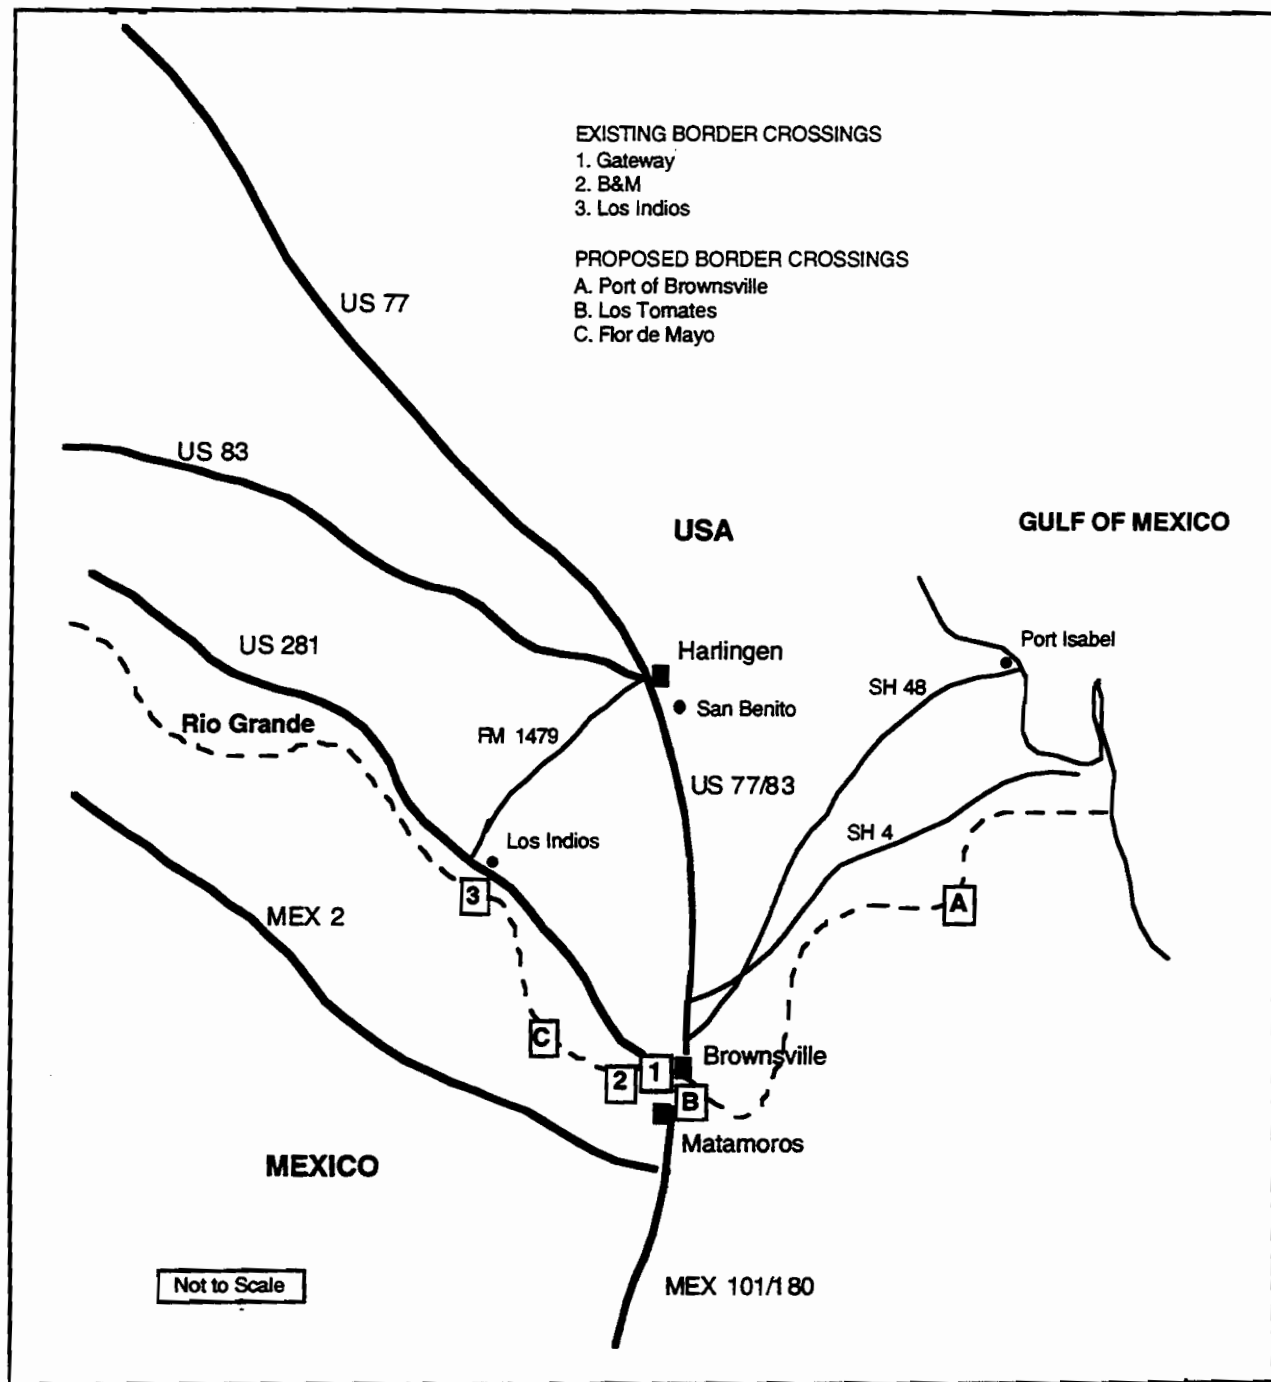 EXISTING BORDER CROSSINGS
1. Gateway
2. B&M
3. Los Indios
PROPOSED BORDER CROSSINGS
A. Port of Brownsville
B. Los Tomates
C. Flor de Mayo
US 77
US 83
USA
GULF OF MEXICO
US 281
Harlingen
Port Isabel
SH 48
San Benito
Rio Grande
FM 1479
US 77/83
SH 4
Los Indios
3
A
MEX 2
C
Brownsville
1
2
B
Matamoros
MEXICO
Not to Scale
MEX 101/180